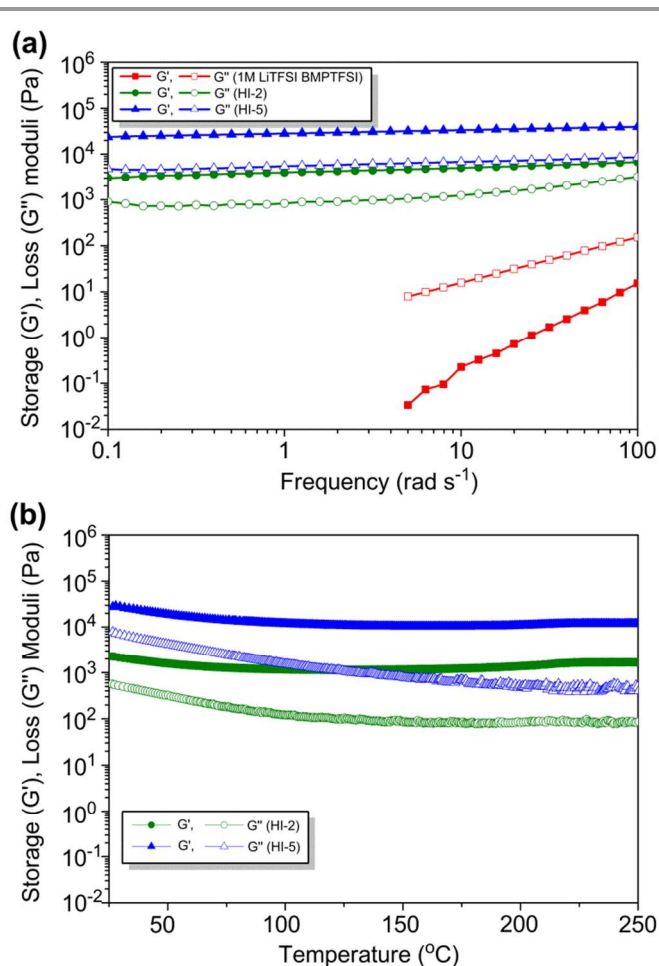 (a)
10^6
10^5
10^4
10^3
10^2
10^1
10^0
10^-1
10^-2
Storage (G'), Loss (G'') moduli (Pa)
G', G'' (1M LiTFSI BMPTFSI)
G', G'' (HI-2)
G', G'' (HI-5)
0.1 1 10 100
Frequency (rad s^-1)
(b)
10^6
10^5
10^4
10^3
10^2
10^1
10^0
10^-1
10^-2
Storage (G'), Loss (G'') Moduli (Pa)
G', G'' (HI-2)
G', G'' (HI-5)
50 100 150 200 250
Temperature (°C)